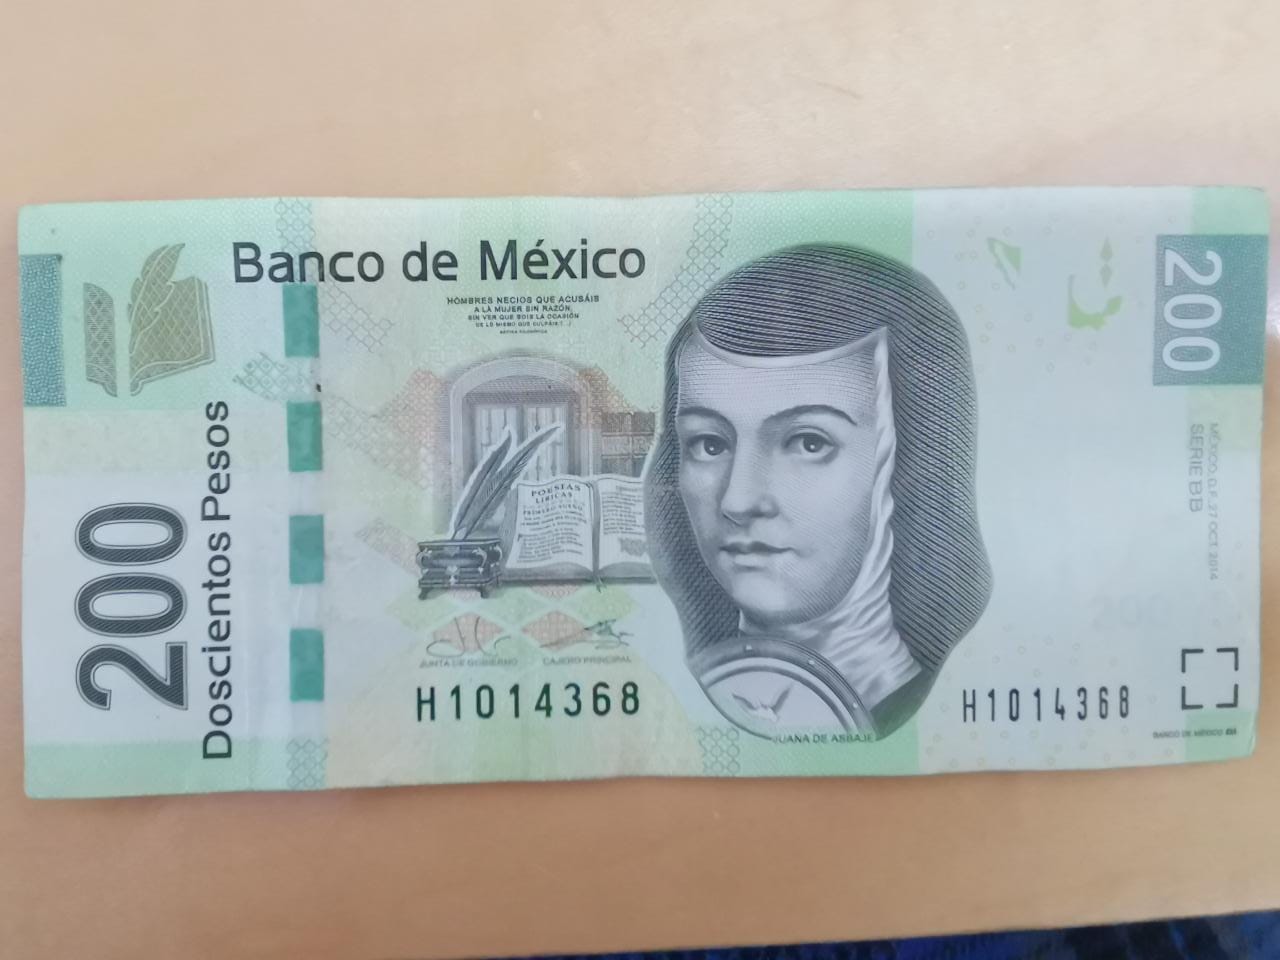 Banco de México
HOMBRES NECIOS QUE ACUSÁIS
A LA MUJER SIN RAZÓN,
SIN VER QUE SOIS LA OCASIÓN
DE LO MISMO QUE CULPÁIS: (...)
200
Doscientos Pesos
POESÍAS
LÍRICAS
PRIMERO SUEÑO
JUNTA DE GOBIERNO
CAJERO PRINCIPAL
H1014368
JUANA DE ASBAJE
H1014368
200
MÉXICO, D.F., 27 OCT 2014
SERIE BB
200
BANCO DE MÉXICO